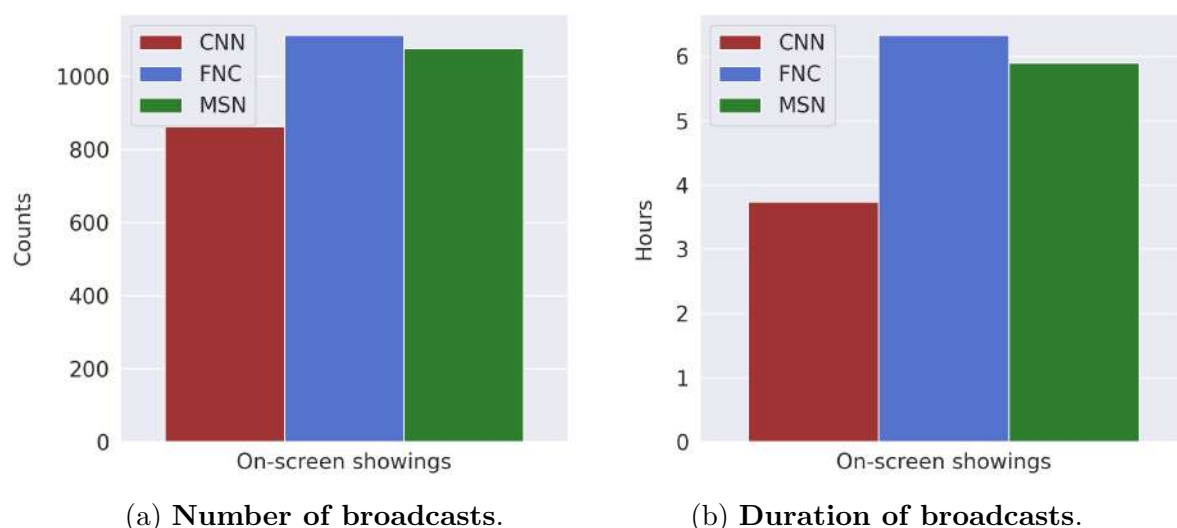 CNN
FNC
MSN
1000
800
600
400
200
0
Counts
On-screen showings
(a) Number of broadcasts.
CNN
FNC
MSN
6
5
4
3
2
1
0
Hours
On-screen showings
(b) Duration of broadcasts.